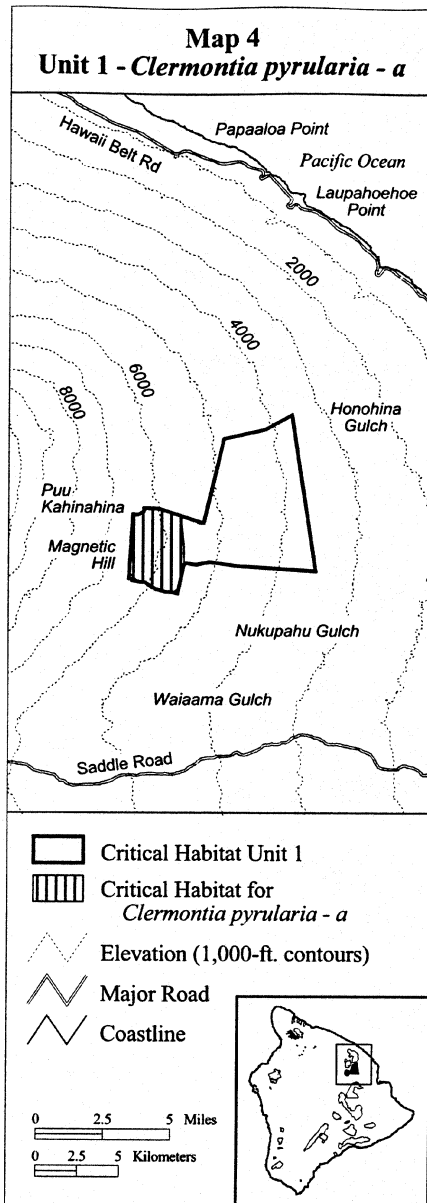 Map 4
Unit 1 - Clermontia pyrularia - a
Papaaloa Point
Hawaii Belt Rd
Pacific Ocean
Laupahoehoe
Point
2000
4000
6000
8000
Honohina
Gulch
Puu
Kahinahina
Magnetic
Hill
Nukupahu Gulch
Waiaama Gulch
Saddle Road
Critical Habitat Unit 1
Critical Habitat for
Clermontia pyrularia - a
Elevation (1,000-ft. contours)
Major Road
Coastline
0 2.5 5 Miles
0 2.5 5 Kilometers